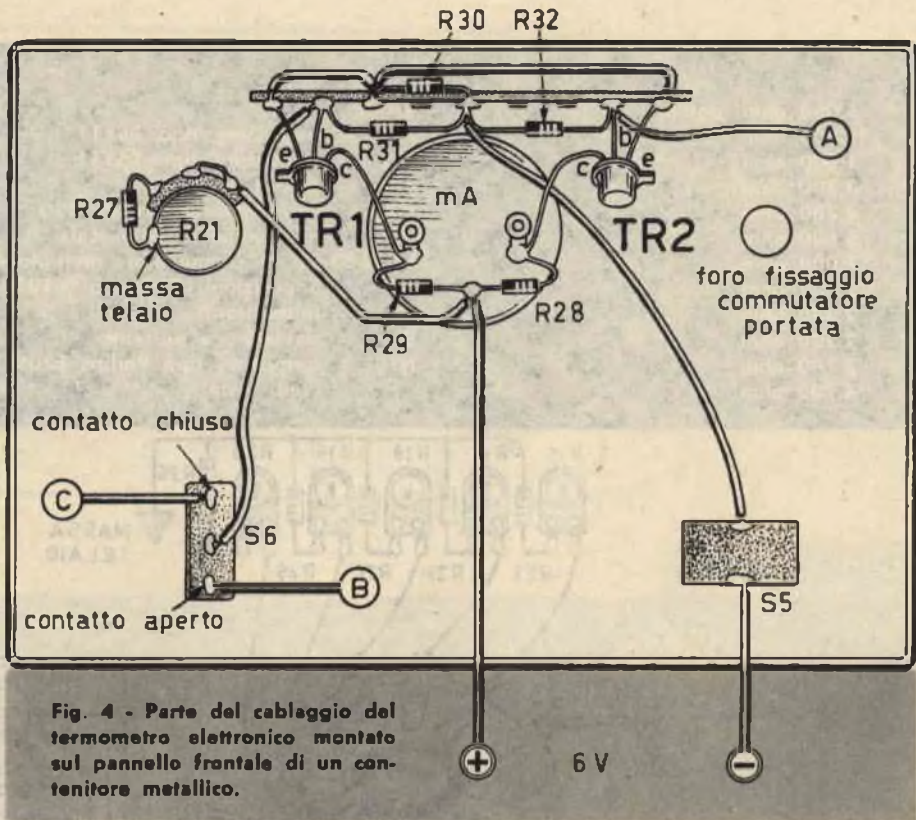 R30 R32
e b c
R31
mA
c b e
A
R27
R21
TR1
TR2
massa
telaio
foro fissaggio
commutatore
portata
R29
R28
contatto chiuso
C
S6
B
contatto aperto
S5
Fig. 4 - Parte del cablaggio del
termometro elettronico montato
sul pannello frontale di un con-
tenitore metallico.
+ 6 V -